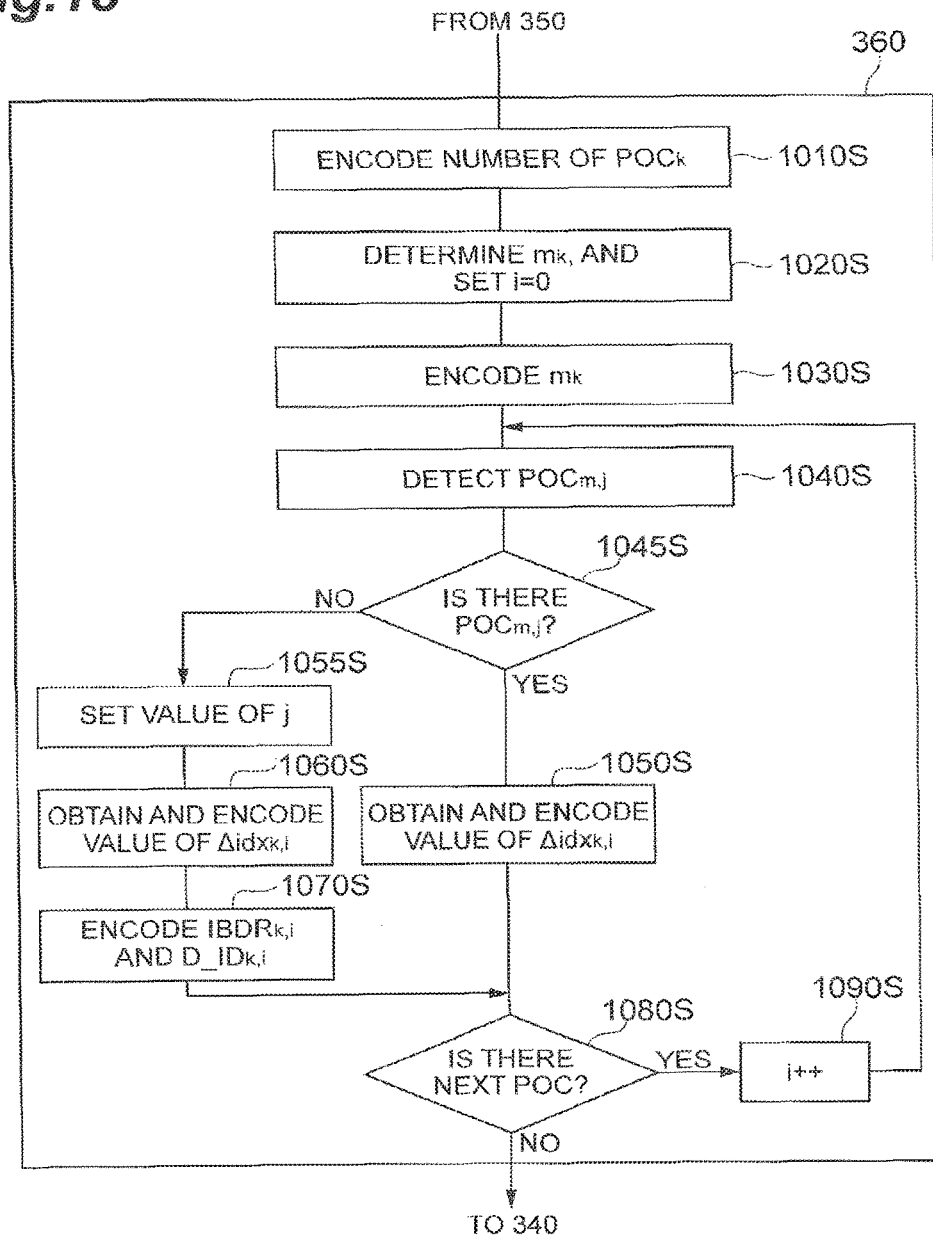 FROM 350
360
ENCODE NUMBER OF POCk
1010S
DETERMINE mk, AND
SET i=0
1020S
ENCODE mk
1030S
DETECT POCm,j
1040S
1045S
IS THERE
POCm,j?
NO
YES
1055S
SET VALUE OF j
1060S
OBTAIN AND ENCODE
VALUE OF Δidxk,i
1050S
OBTAIN AND ENCODE
VALUE OF Δidxk,i
1070S
ENCODE IBDRk,i
AND D_IDk,i
1080S
IS THERE
NEXT POC?
YES
1090S
i++
NO
TO 340